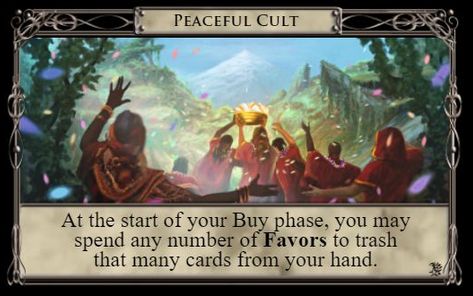 Peaceful Cult
At the start of your Buy phase, you may
spend any number of Favors to trash
that many cards from your hand.